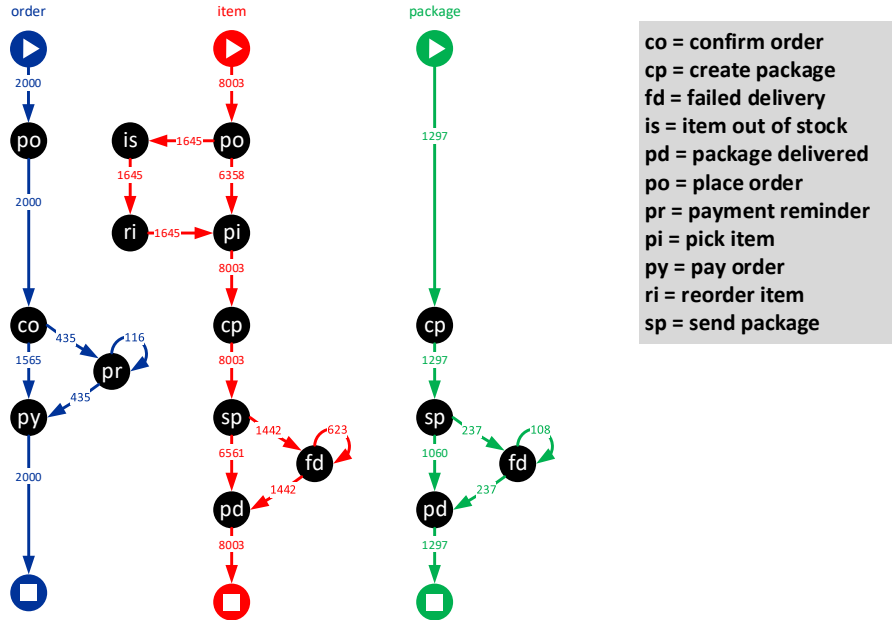 order item package
2000 8003 1297
po is 1645 po
2000 1645 6358
ri 1645 pi
8003
co cp cp
435 116
1565 8003 1297
pr
435
py sp sp
1442 623 237 108
2000 6561 1060
fd fd
1442 237
pd pd
8003 1297
co = confirm order
cp = create package
fd = failed delivery
is = item out of stock
pd = package delivered
po = place order
pr = payment reminder
pi = pick item
py = pay order
ri = reorder item
sp = send package